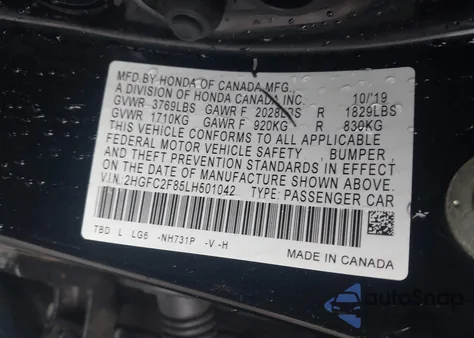 MFD BY HONDA OF CANADA MFG.,
A DIVISION OF HONDA CANADA INC. 10/'19
GVWR 3769LBS GAWR F 2028LBS R 1829LBS
GVWR 1710KG GAWR F 920KG R 830KG
THIS VEHICLE CONFORMS TO ALL APPLICABLE
FEDERAL MOTOR VEHICLE SAFETY , BUMPER ,
AND THEFT PREVENTION STANDARDS IN EFFECT
ON THE DATE OF MANUFACTURE SHOWN ABOVE.
V.I.N.: 2HGFC2F85LH601042 TYPE: PASSENGER CAR
TBD L LG6 -NH731P -V -H
MADE IN CANADA
autoSnap